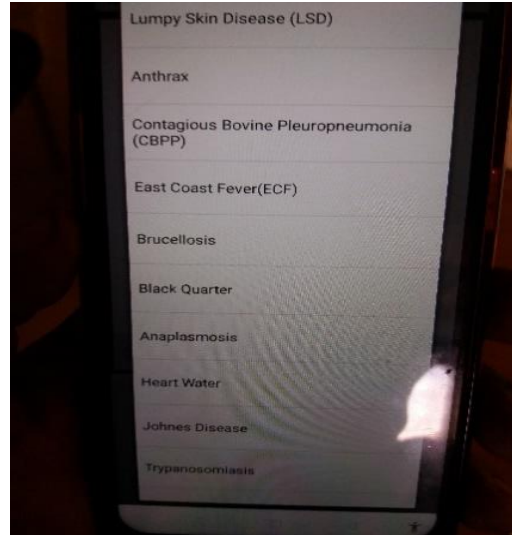 Lumpy Skin Disease (LSD)
Anthrax
Contagious Bovine Pleuropneumonia
(CBPP)
East Coast Fever(ECF)
Brucellosis
Black Quarter
Anaplasmosis
Heart Water
Johnes Disease
Trypanosomiasis